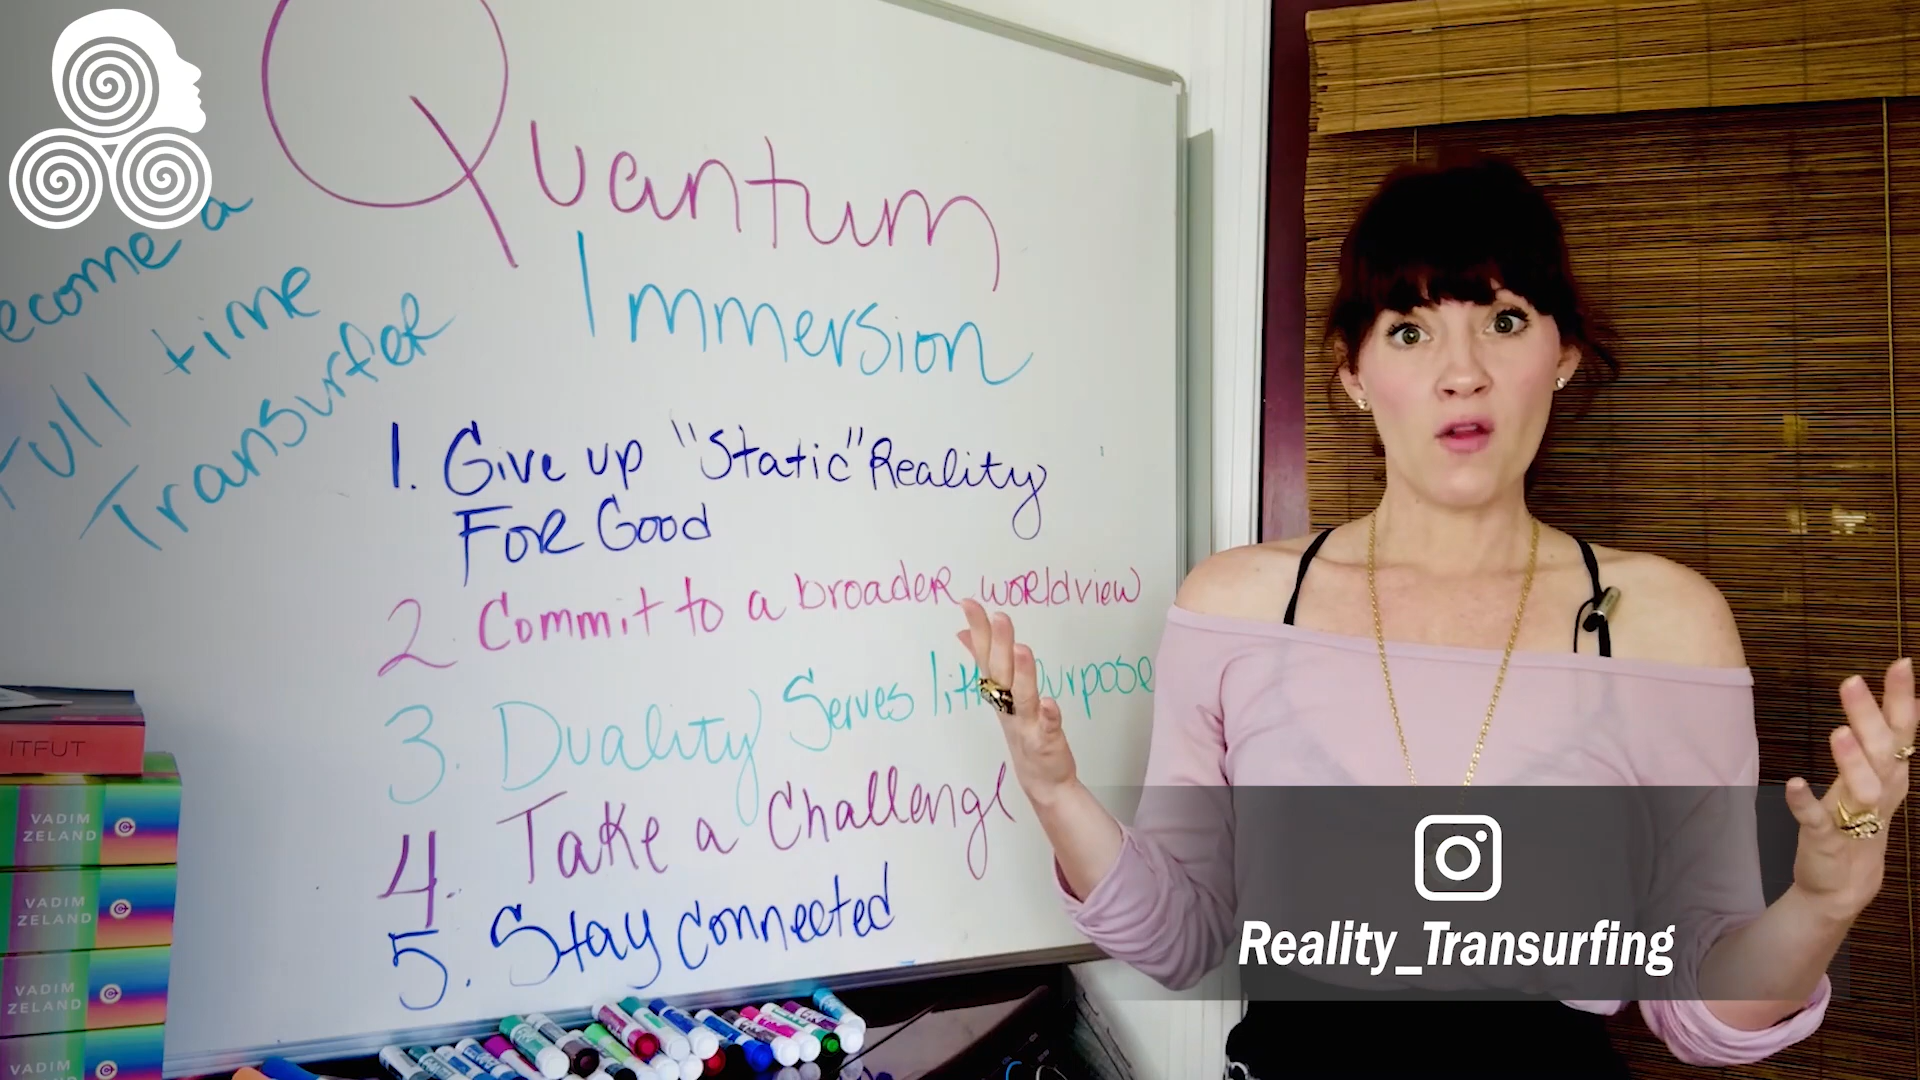 Quantum
Immersion
ecome a
Full time
Transurfer
1. Give up "Static" Reality
For Good
2. Commit to a broader worldview
3. Duality Serves purpose
4. Take a Challenge
5. Stay connected
ITFUT
VADIM
ZELAND
VADIM
ZELAND
VADIM
ZELAND
VADIM
Reality_Transurfing